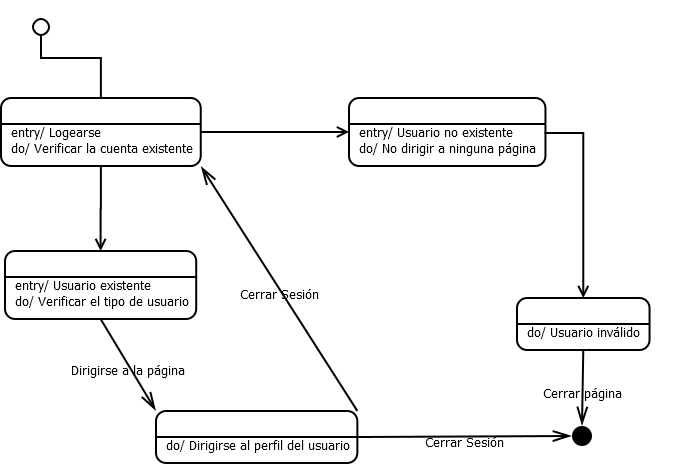 entry/ Logearse
do/ Verificar la cuenta existente
entry/ Usuario no existente
do/ No dirigir a ninguna página
entry/ Usuario existente
do/ Verificar el tipo de usuario
Cerrar Sesión
do/ Usuario inválido
Dirigirse a la página
Cerrar página
do/ Dirigirse al perfil del usuario
Cerrar Sesión